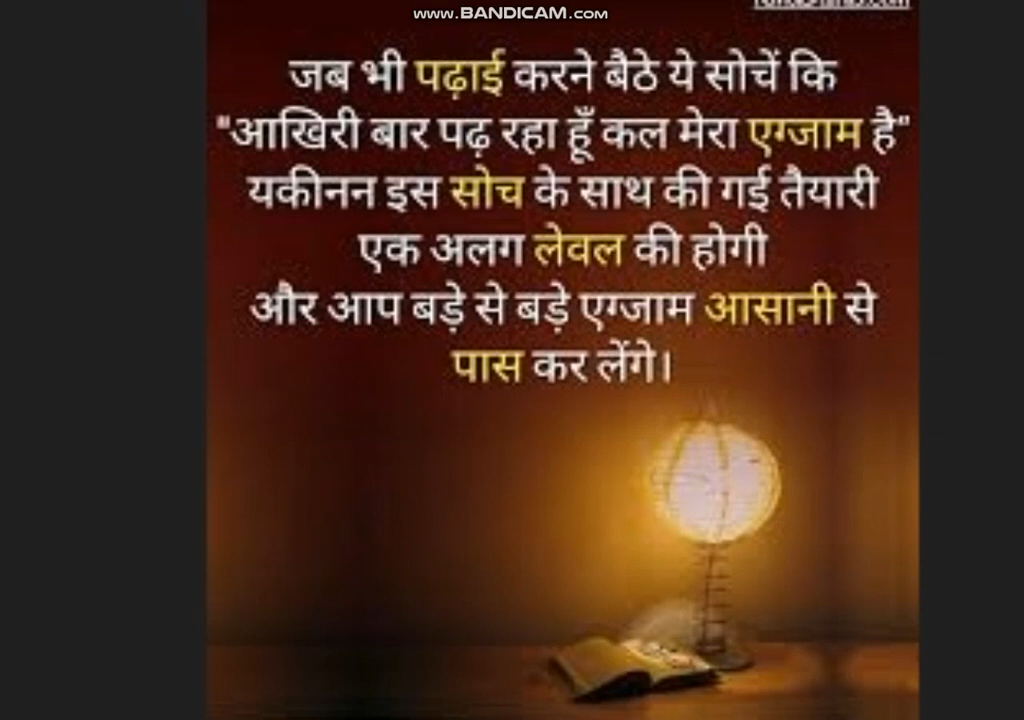 www.BANDICAM.com
जब भी पढ़ाई करने बैठे ये सोचें कि
"आखिरी बार पढ़ रहा हूँ कल मेरा एग्जाम है"
यकीनन इस सोच के साथ की गई तैयारी
एक अलग लेवल की होगी
और आप बड़े से बड़े एग्जाम आसानी से
पास कर लेंगे।